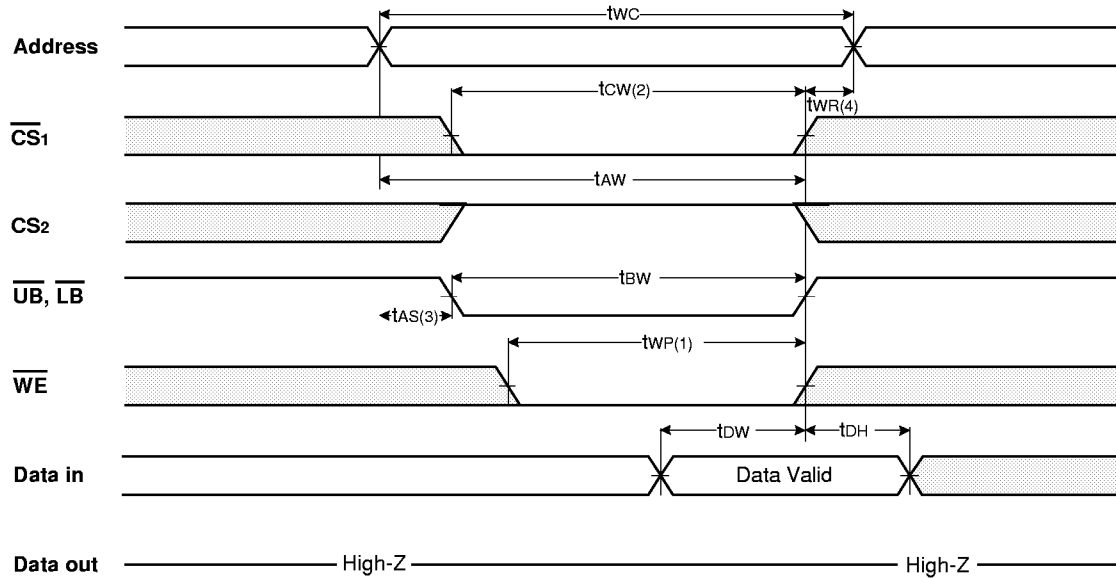 tWC
Address
tCW(2)
tWR(4)
CS1
tAW
CS2
tBW
UB, LB
tAS(3)
tWP(1)
WE
tDW
tDH
Data in
Data Valid
Data out
High-Z
High-Z